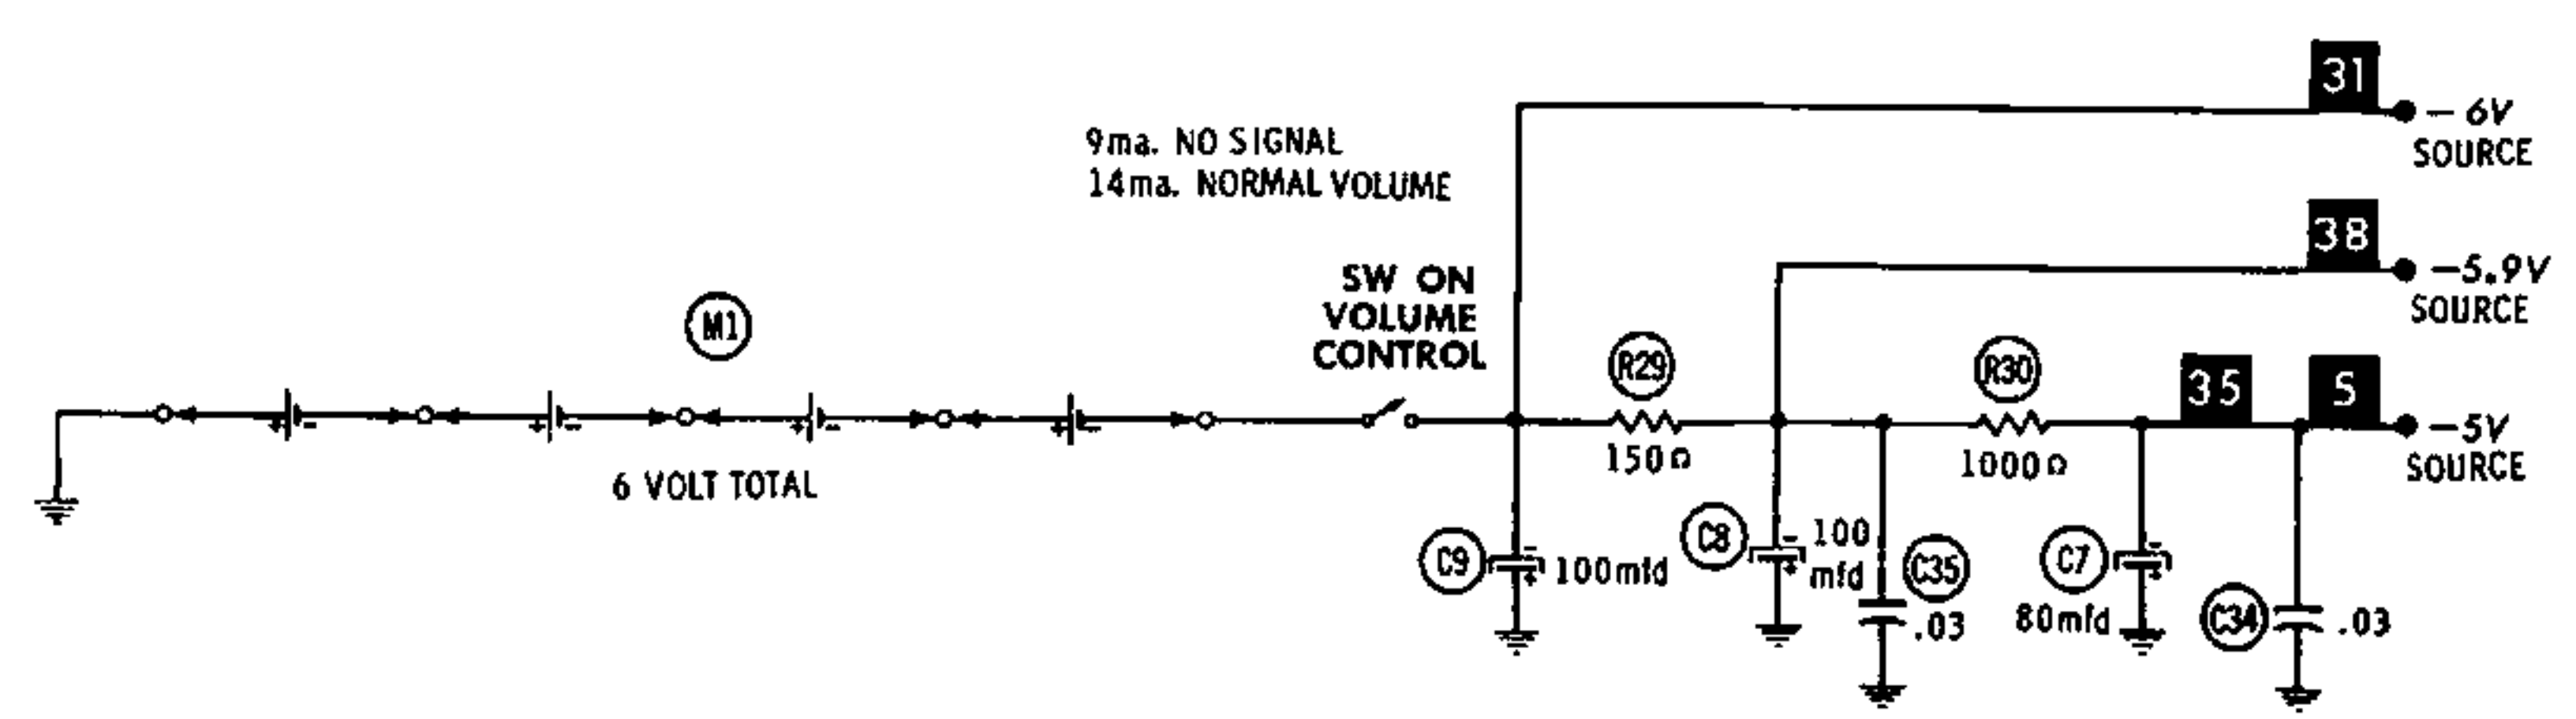 31
— 6V
SOURCE
9ma. NO SIGNAL
14ma. NORMAL VOLUME
38
—5.9V
SOURCE
SW ON
VOLUME
CONTROL
M1
R29
R30
35
5
—5V
SOURCE
+ -
+ -
+ -
+ -
150Ω
1000Ω
6 VOLT TOTAL
C9
-
+
100mfd
C8
-
+
100
mfd
C35
.03
C7
-
+
80mfd
C34
.03